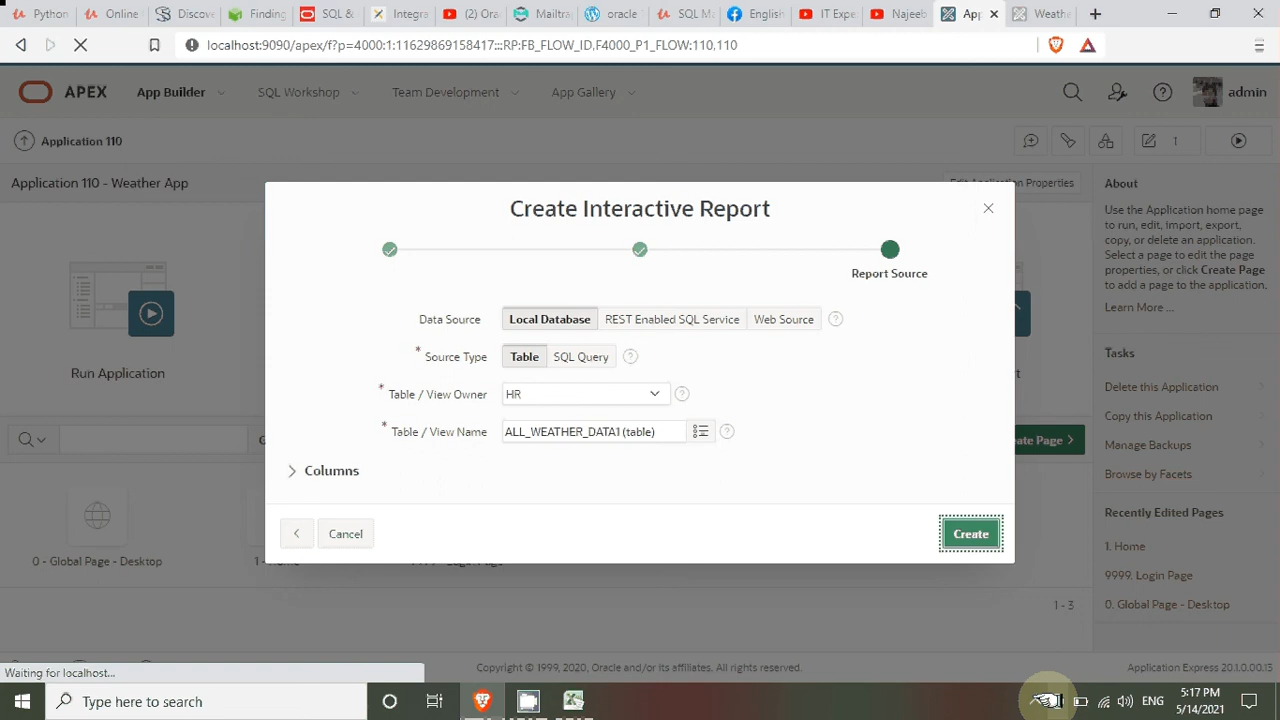 Python Online Discov Finding SQL & Integra (2) Ora Mailtrap oracle SQL M English IT Expe Najeeb App Weathe
localhost:9090/apex/f?p=4000:1:11629869158417:::RP:FB_FLOW_ID,F4000_P1_FLOW:110,110
APEX App Builder SQL Workshop Team Development App Gallery admin
Application 110 1
Application 110 - Weather App Edit Application Properties About
Create Interactive Report
Use the Application home page
to run, edit, import, export,
copy, or delete an application.
Select a page to edit the page
properties, or click Create Page
to add a page to the application.
Learn More ...
Report Source
Data Source Local Database REST Enabled SQL Service Web Source
Source Type Table SQL Query
Table / View Owner HR
Table / View Name ALL_WEATHER_DATA1 (table)
Columns
Cancel Create
Run Application
Tasks
Delete this Application
Copy this Application
Manage Backups
Browse by Facets
Recently Edited Pages
1. Home
9999. Login Page
0. Global Page - Desktop
0 - Global Page - Desktop
1 - 3
Waiting for localhost...
Copyright © 1999, 2020, Oracle and/or its affiliates. All rights reserved. Application Express 20.1.0.00.13
Type here to search ENG 5:17 PM
5/14/2021